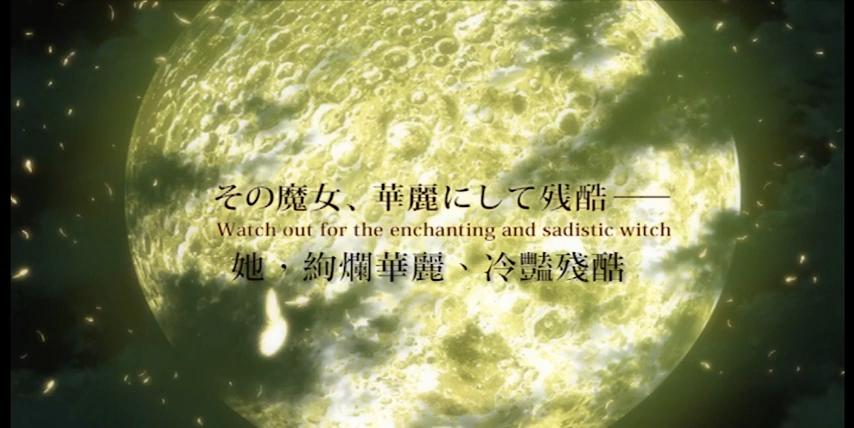 その魔女、華麗にして残酷──
Watch out for the enchanting and sadistic witch
她，絢爛華麗、冷豔殘酷